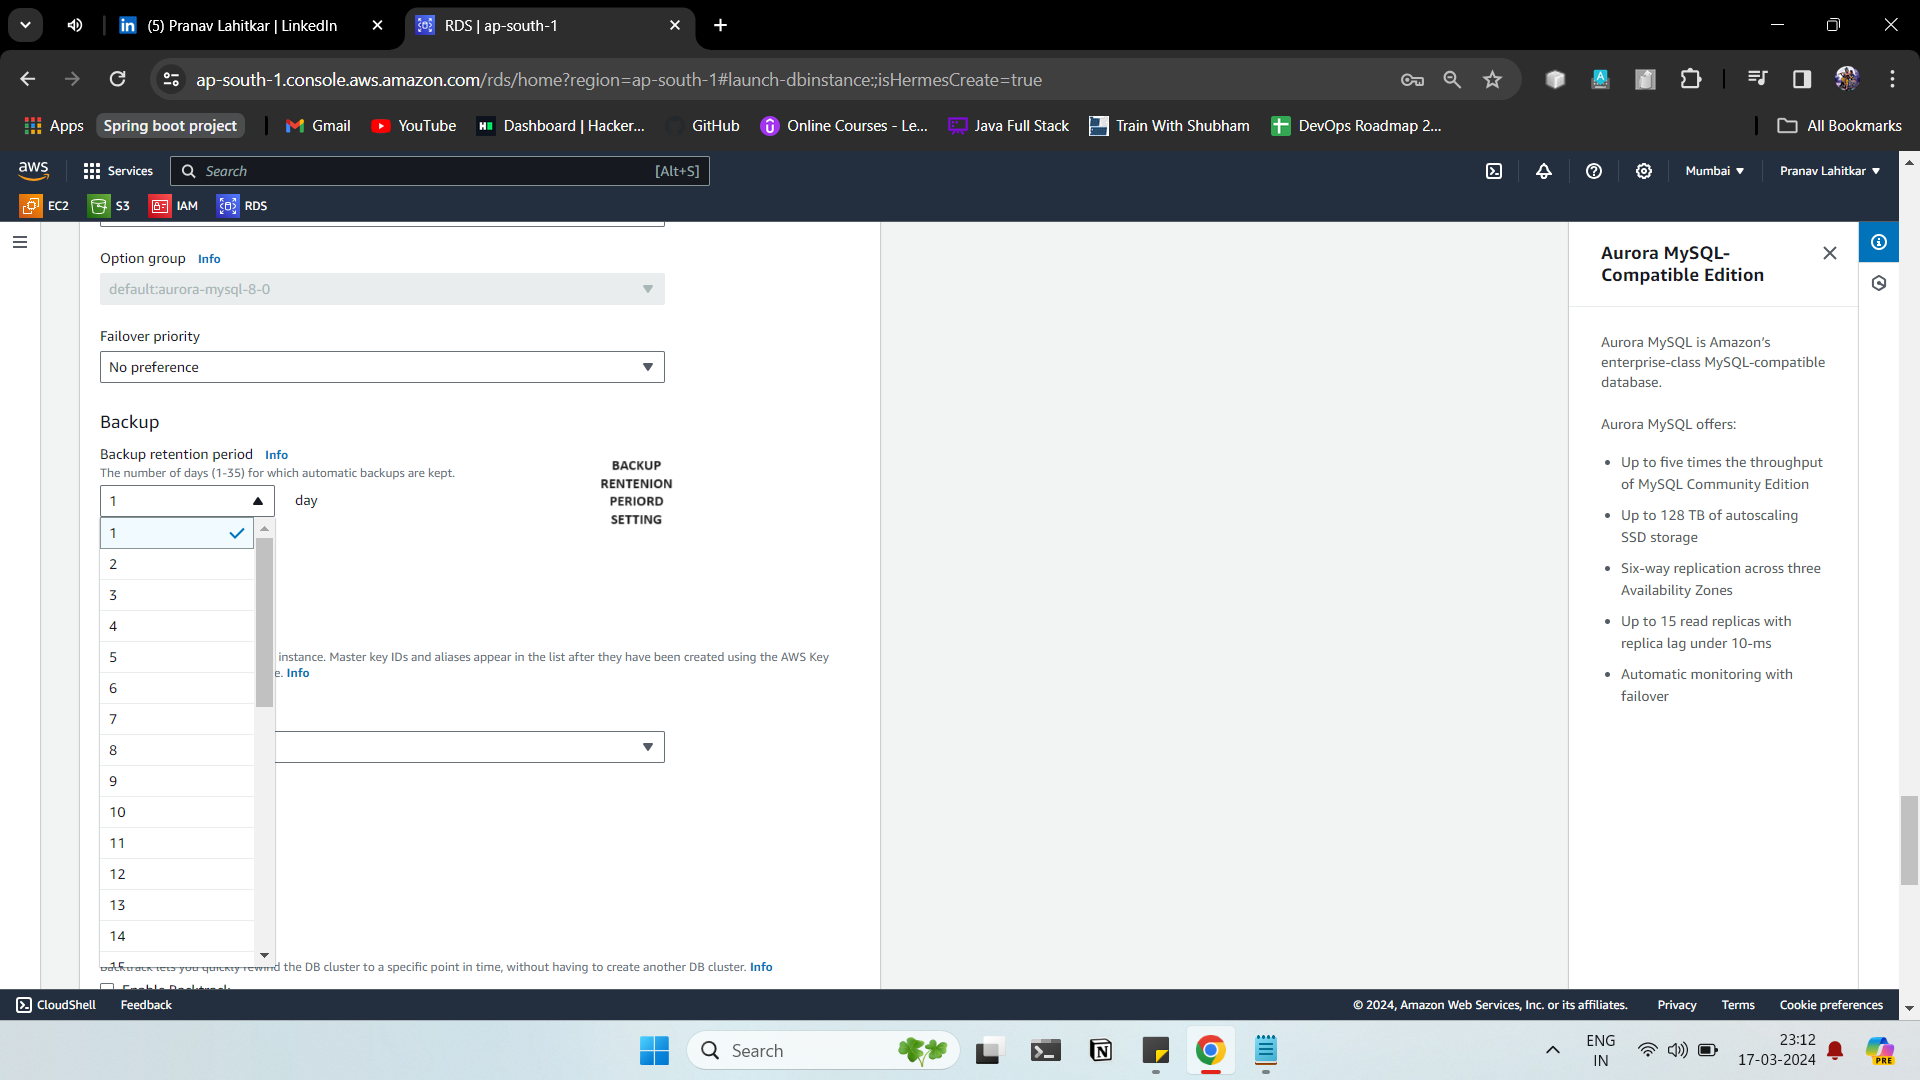 (5) Pranav Lahitkar | LinkedIn
RDS | ap-south-1
ap-south-1.console.aws.amazon.com/rds/home?region=ap-south-1#launch-dbinstance:;isHermesCreate=true
Apps
Spring boot project
Gmail
YouTube
Dashboard | Hacker...
GitHub
Online Courses - Le...
Java Full Stack
Train With Shubham
DevOps Roadmap 2...
All Bookmarks
aws
Services
Search
[Alt+S]
Mumbai
Pranav Lahitkar
EC2
S3
IAM
RDS
Option group Info
default:aurora-mysql-8-0
Failover priority
No preference
Backup
Backup retention period Info
The number of days (1-35) for which automatic backups are kept.
1
day
BACKUP
RENTENION
PERIORD
SETTING
1
2
3
4
5
6
7
8
9
10
11
12
13
14
15
instance. Master key IDs and aliases appear in the list after they have been created using the AWS Key
e. Info
Backtrack lets you quickly rewind the DB cluster to a specific point in time, without having to create another DB cluster. Info
Enable Backtrack
Aurora MySQL-
Compatible Edition
Aurora MySQL is Amazon's
enterprise-class MySQL-compatible
database.
Aurora MySQL offers:
• Up to five times the throughput
of MySQL Community Edition
• Up to 128 TB of autoscaling
SSD storage
• Six-way replication across three
Availability Zones
• Up to 15 read replicas with
replica lag under 10-ms
• Automatic monitoring with
failover
CloudShell
Feedback
© 2024, Amazon Web Services, Inc. or its affiliates.
Privacy
Terms
Cookie preferences
Search
ENG
IN
23:12
17-03-2024
PRE